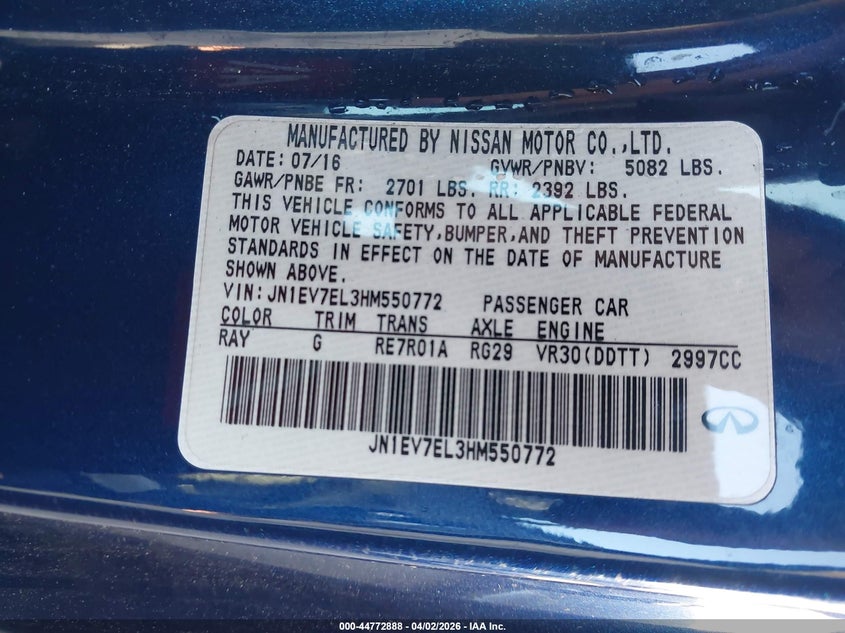 MANUFACTURED BY NISSAN MOTOR CO.,LTD.
DATE: 07/16 GVWR/PNBV: 5082 LBS.
GAWR/PNBE FR: 2701 LBS. RR: 2392 LBS.
THIS VEHICLE CONFORMS TO ALL APPLICABLE FEDERAL
MOTOR VEHICLE SAFETY,BUMPER,AND THEFT PREVENTION
STANDARDS IN EFFECT ON THE DATE OF MANUFACTURE
SHOWN ABOVE.
VIN:JN1EV7EL3HM550772 PASSENGER CAR
COLOR TRIM TRANS AXLE ENGINE
RAY G RE7R01A RG29 VR30(DDTT) 2997CC
JN1EV7EL3HM550772
000-44772888 - 04/02/2026 - IAA Inc.